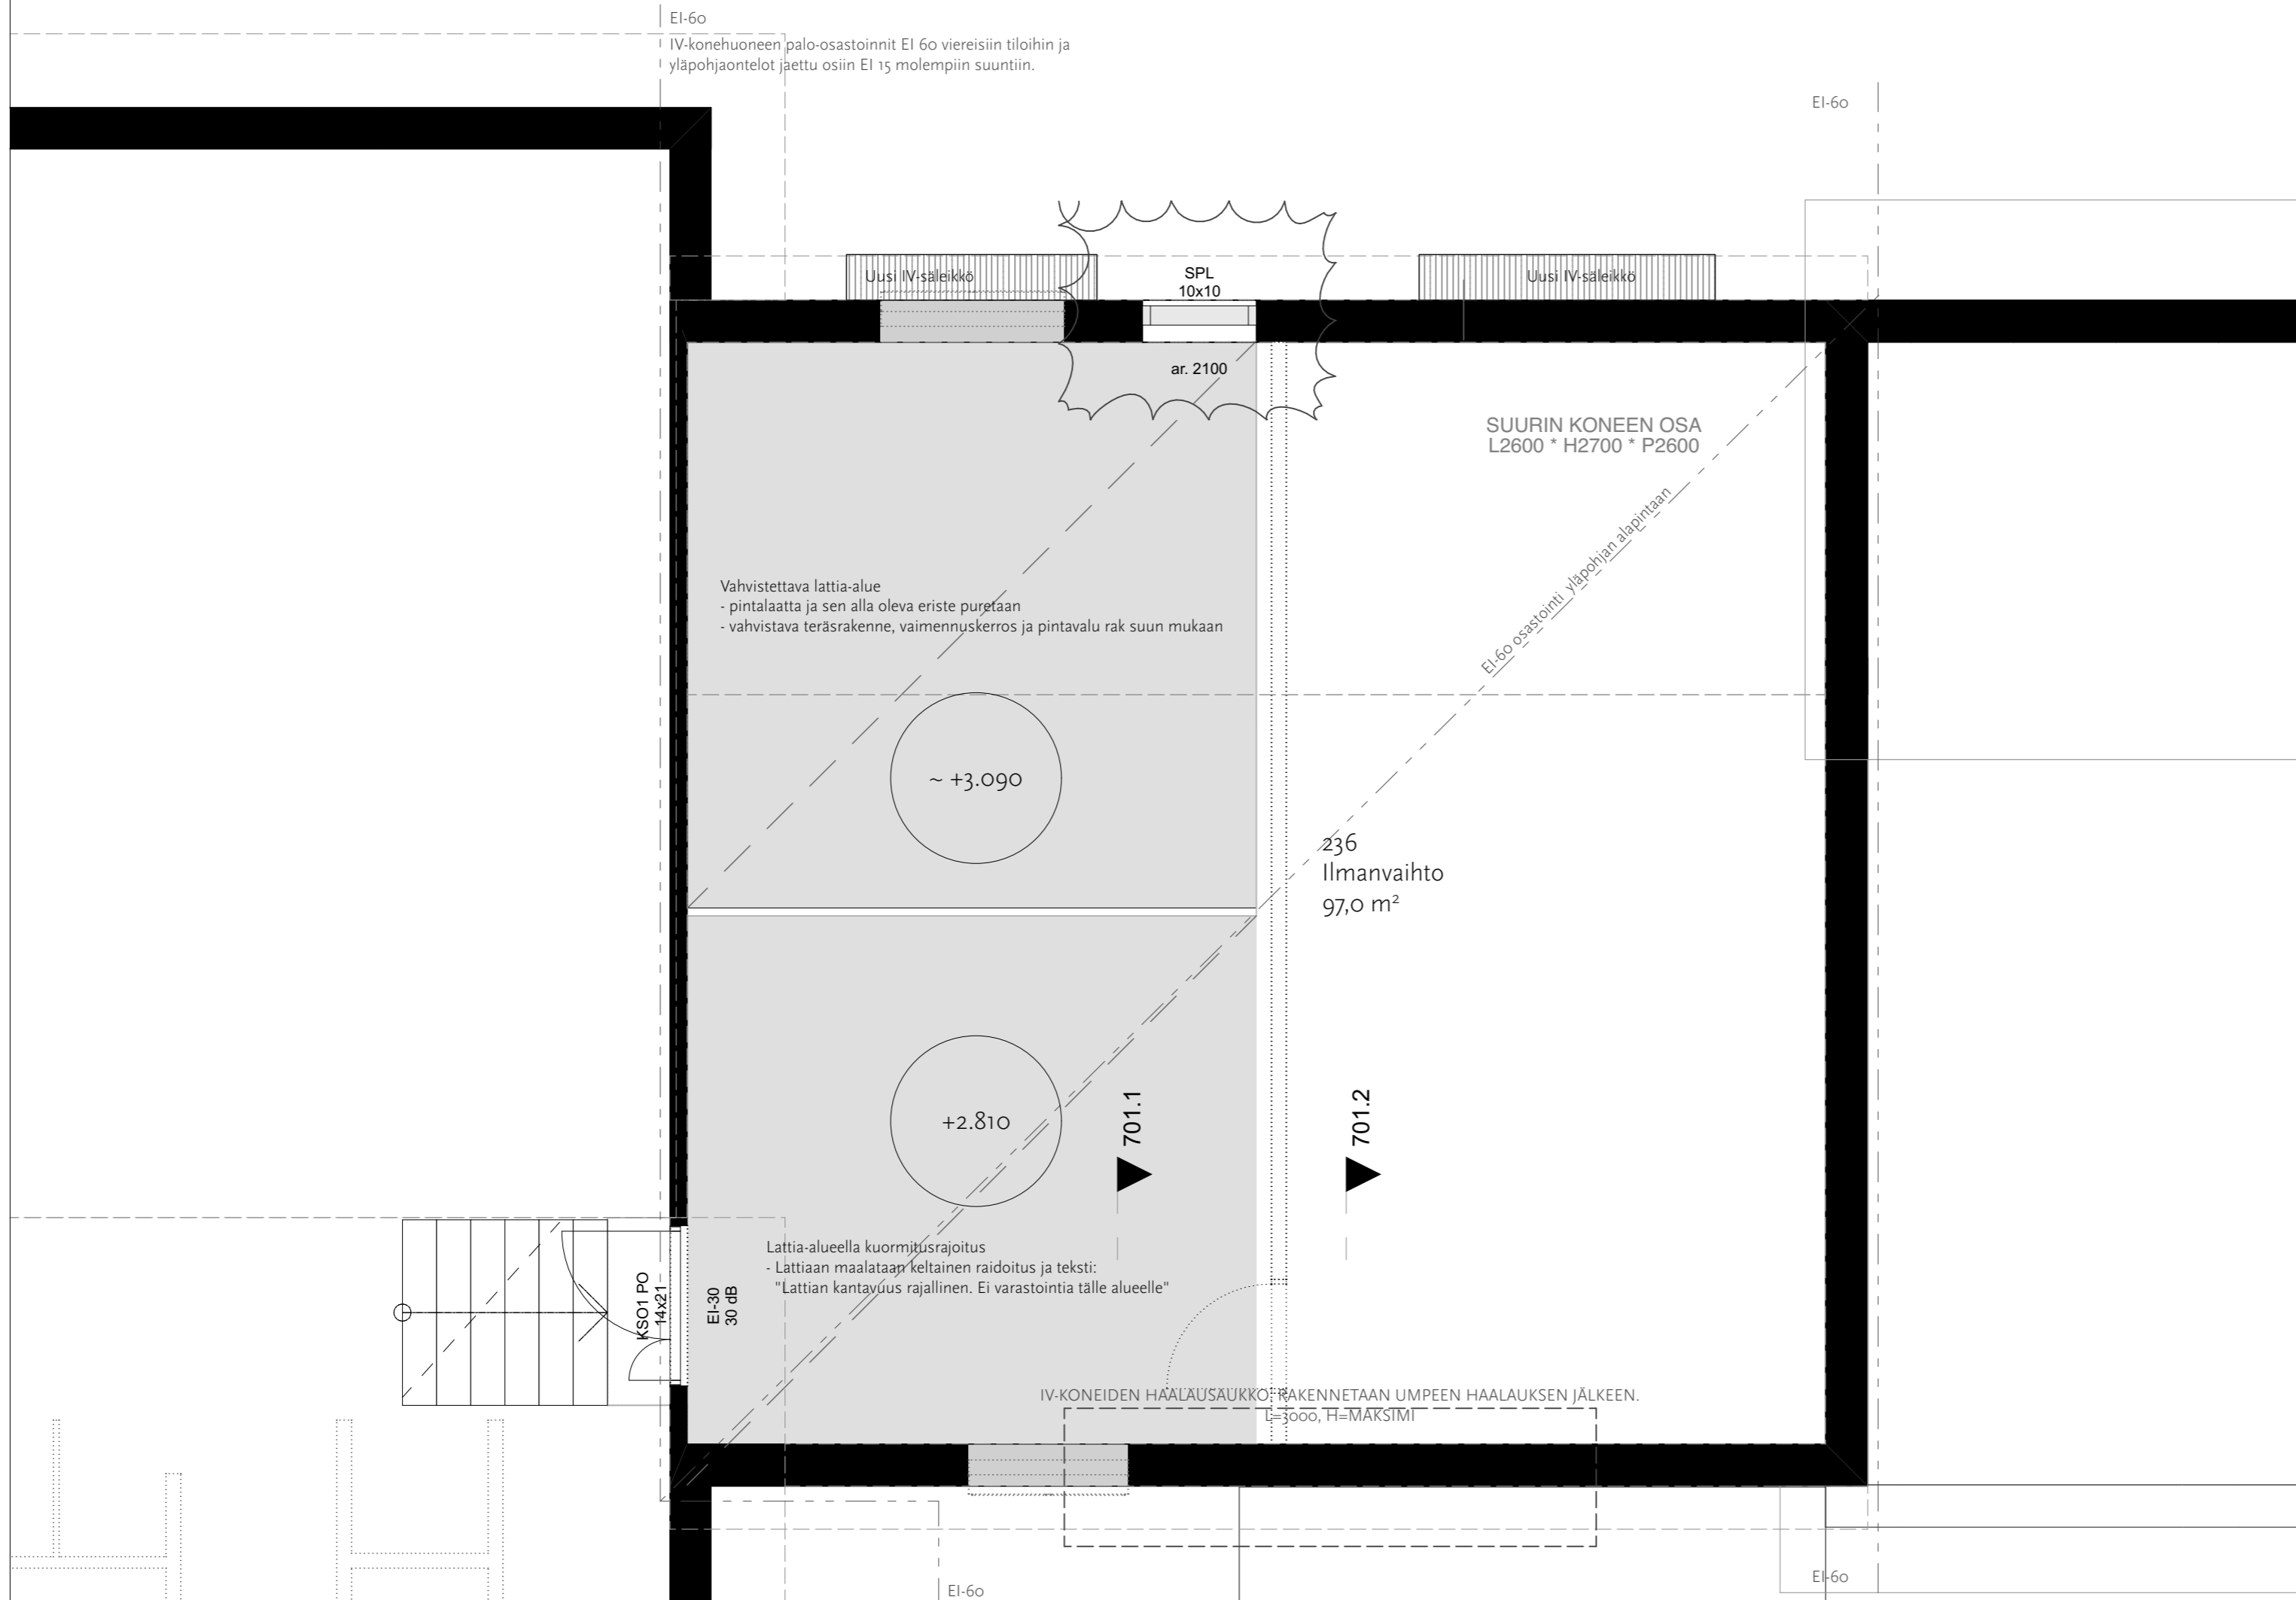 EI-60
IV-konehuoneen palo-osastoinnit EI 60 viereisiin tiloihin ja
yläpohjaontelot jaettu osiin EI 15 molempiin suuntiin.
EI-60
Uusi IV-säleikkö
SPL
10x10
Uusi IV-säleikkö
ar. 2100
SUURIN KONEEN OSA
L2600 * H2700 * P2600
EI-60 osastointi yläpohjan alapintaan
Vahvistettava lattia-alue
- pintalaatta ja sen alla oleva eriste puretaan
- vahvistava teräsrakenne, vaimennuskerros ja pintavalu rak suun mukaan
~ +3.090
236
Ilmanvaihto
97,0 m²
+2.810
701.1
701.2
Lattia-alueella kuormitusrajoitus
- Lattiaan maalataan keltainen raidoitus ja teksti:
"Lattian kantavuus rajallinen. Ei varastointia tälle alueelle"
KSO1 PO
14x21
EI-30
30 dB
IV-KONEIDEN HAALAUSAUKKO, RAKENNETAAN UMPEEN HAALAUKSEN JÄLKEEN.
L=3000, H=MAKSIMI
EI-60
EI-60